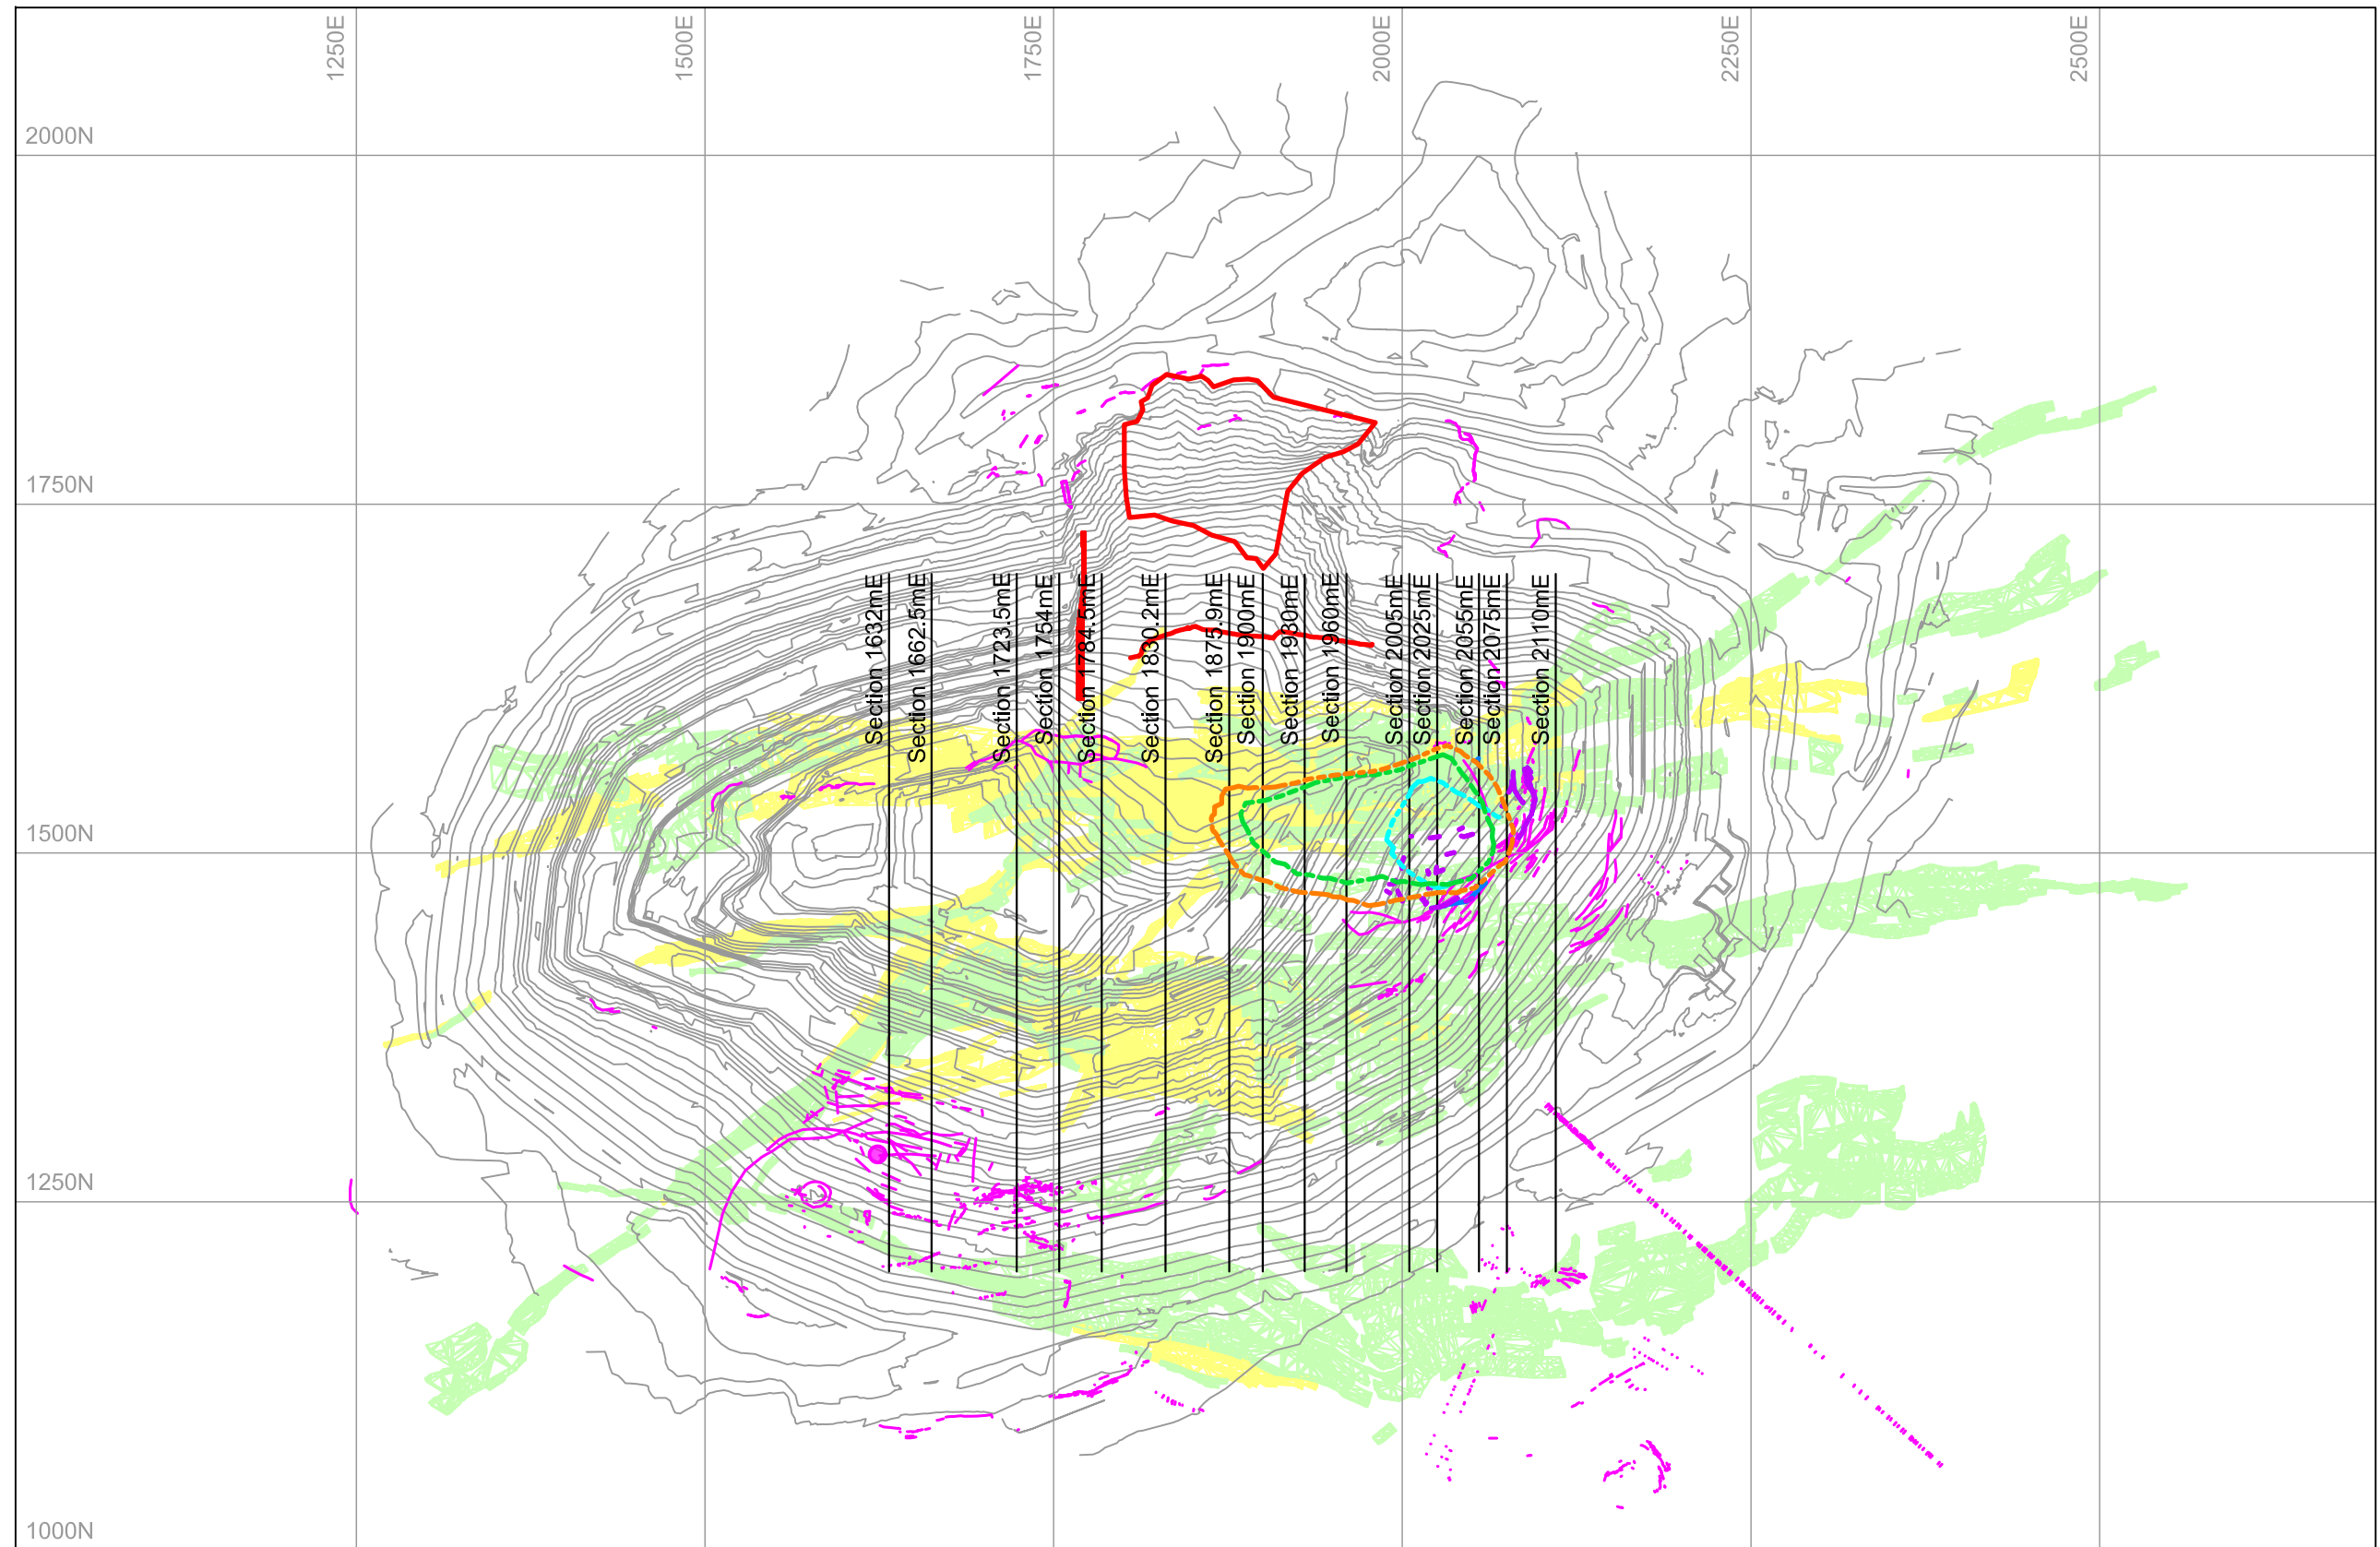 1250E
1500E
1750E
2000E
2250E
2500E
2000N
1750N
1500N
1250N
1000N
Section 1632mE
Section 1662.5mE
Section 1723.5mE
Section 1754mE
Section 1784.5mE
Section 1830.2mE
Section 1875.9mE
Section 1900mE
Section 1930mE
Section 1960mE
Section 2005mE
Section 2025mE
Section 2055mE
Section 2075mE
Section 2110mE